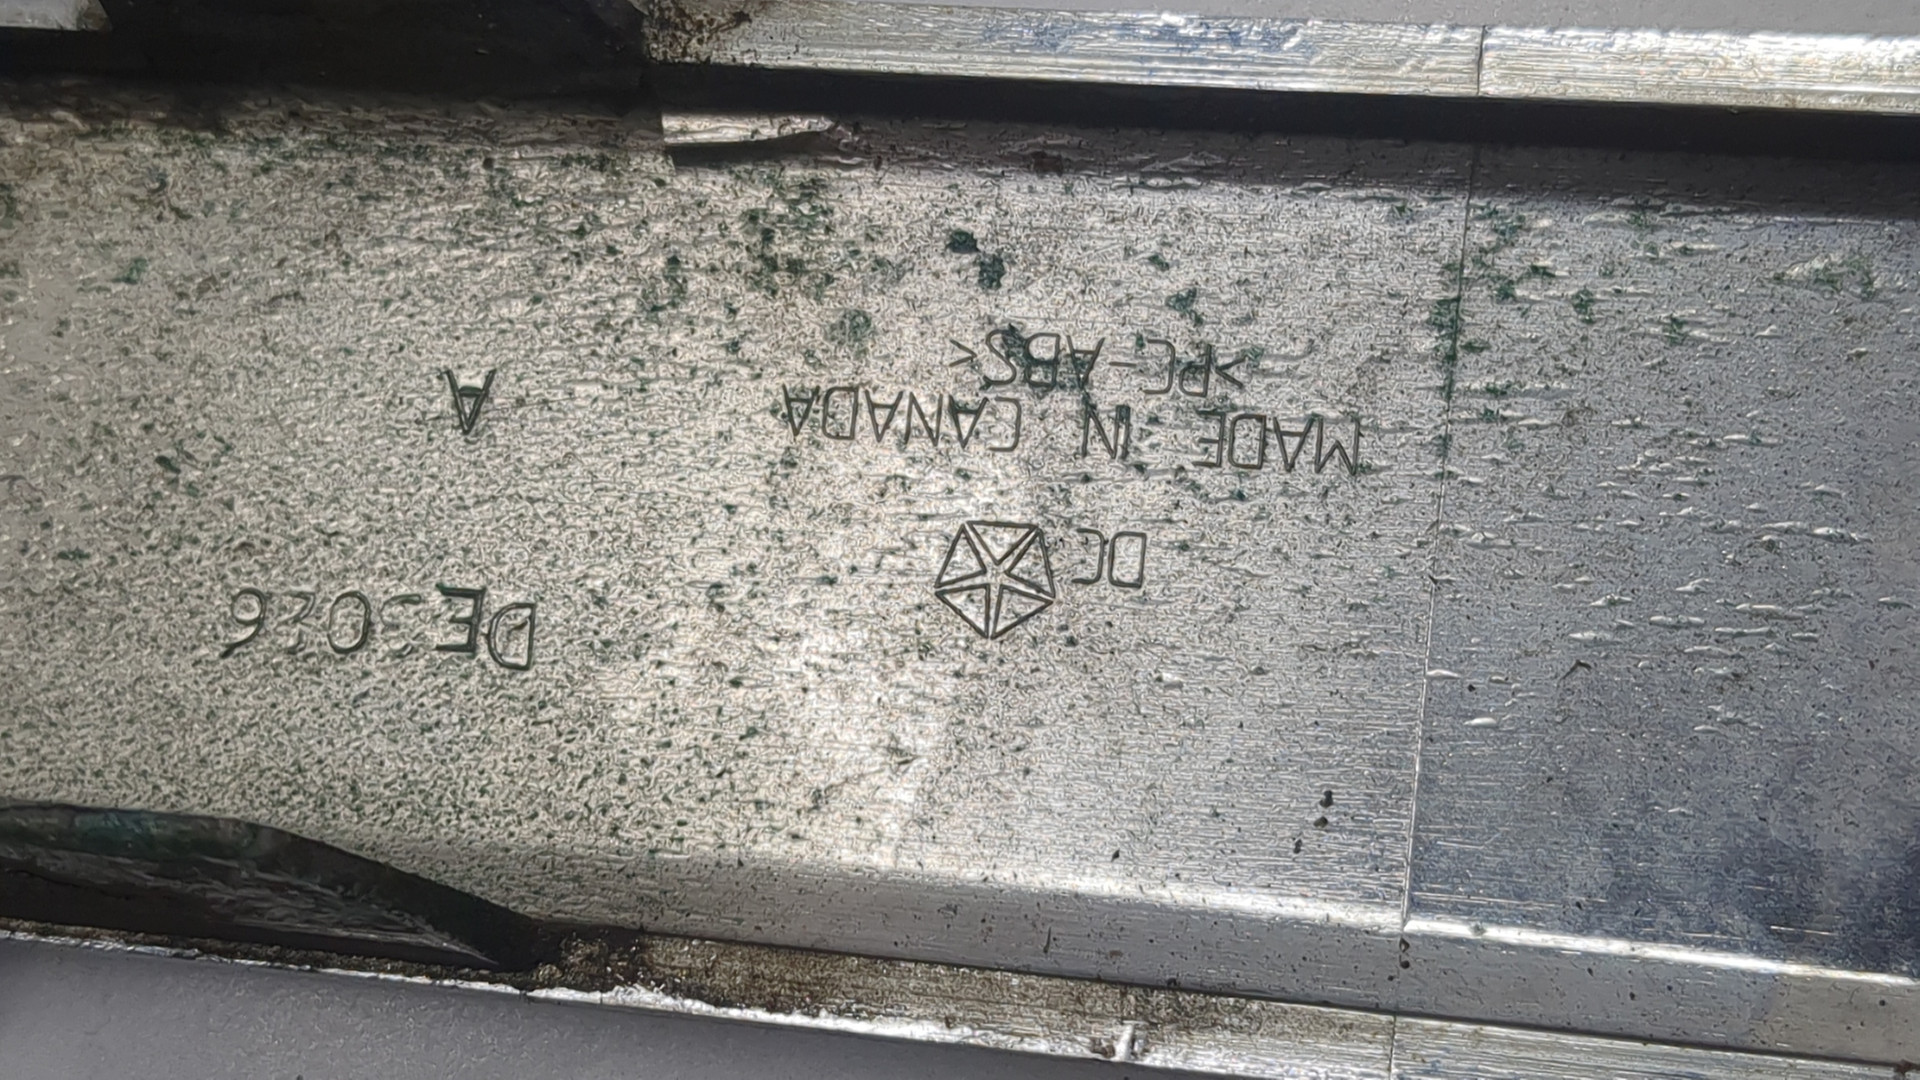 DC
DE3026
MADE IN CANADA
A
>PC-ABS<